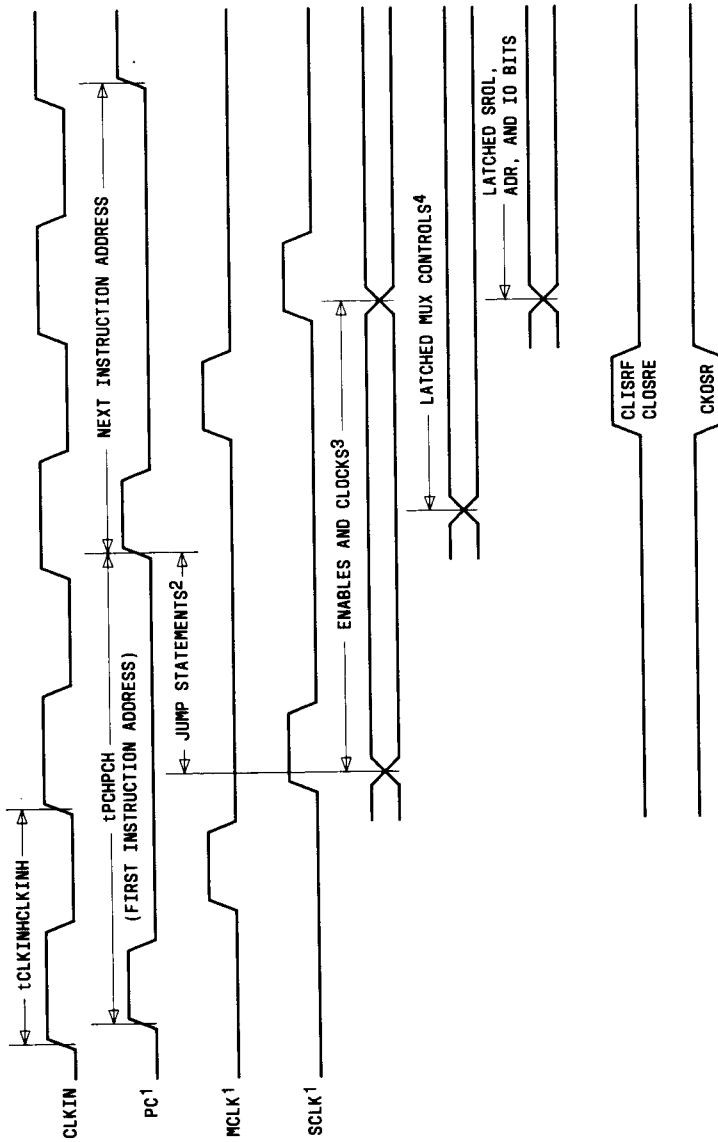 CLKIN
tCLKINHCLKINH
PC1
tPCHPCH
(FIRST INSTRUCTION ADDRESS)
NEXT INSTRUCTION ADDRESS
JUMP STATEMENTS2
MCLK1
SCLK1
ENABLES AND CLOCKS3
LATCHED MUX CONTROLS4
LATCHED SROL,
ADR, AND IO BITS
CLISRF
CLOSRE
CKOSR